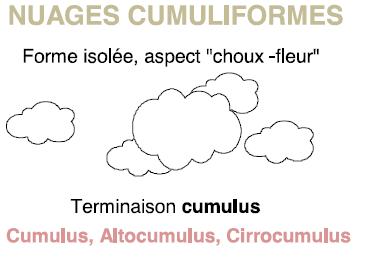 NUAGES CUMULIFORMES
Forme isolée, aspect "choux -fleur"
Terminaison cumulus
Cumulus, Altocumulus, Cirrocumulus